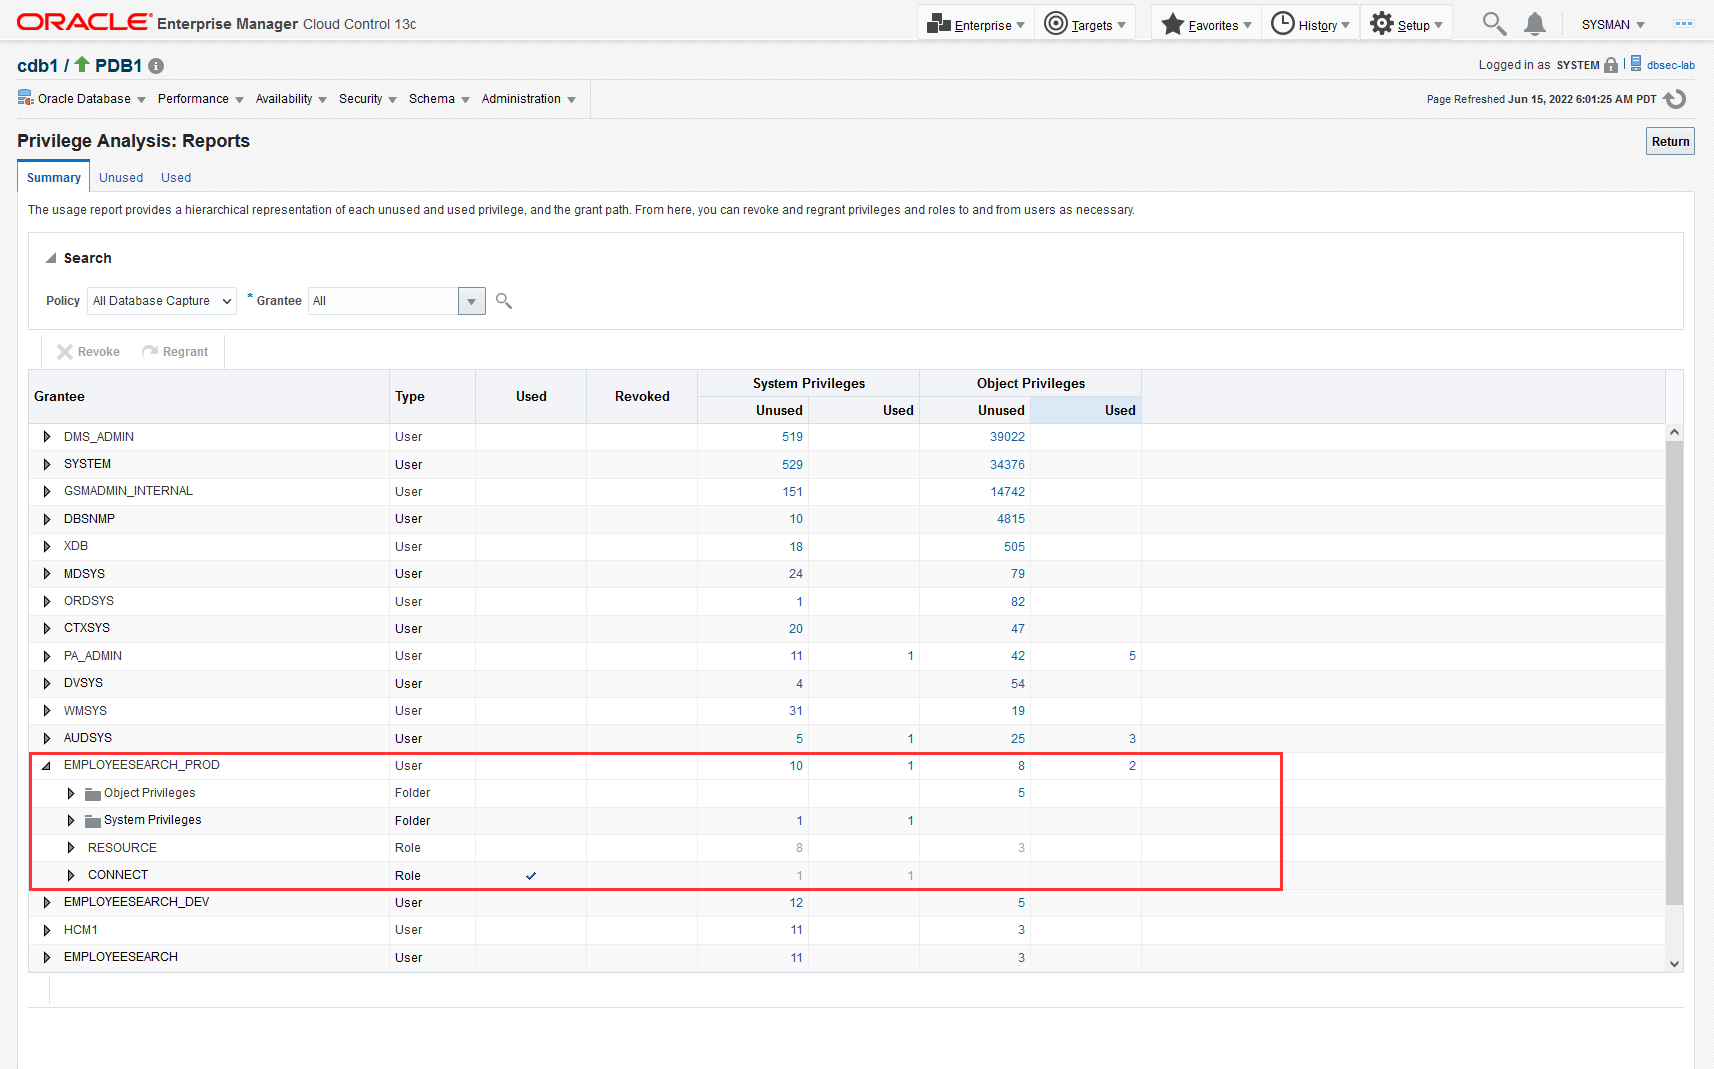 ORACLE Enterprise Manager Cloud Control 13c Enterprise Targets Favorites History Setup SYSMAN
cdb1 / PDB1 Logged in as SYSTEM dbsec-lab
Oracle Database Performance Availability Security Schema Administration Page Refreshed Jun 15, 2022 6:01:25 AM PDT
Privilege Analysis: Reports Return
Summary Unused Used
The usage report provides a hierarchical representation of each unused and used privilege, and the grant path. From here, you can revoke and regrant privileges and roles to and from users as necessary.
Search
Policy All Database Capture * Grantee All
Revoke Regrant
System Privileges Object Privileges
Grantee Type Used Revoked
Unused Used Unused Used
DMS_ADMIN User 519 39022
SYSTEM User 529 34376
GSMADMIN_INTERNAL User 151 14742
DBSNMP User 10 4815
XDB User 18 505
MDSYS User 24 79
ORDSYS User 1 82
CTXSYS User 20 47
PA_ADMIN User 11 1 42 5
DVSYS User 4 54
WMSYS User 31 19
AUDSYS User 5 1 25 3
EMPLOYEESEARCH_PROD User 10 1 8 2
Object Privileges Folder 5
System Privileges Folder 1 1
RESOURCE Role 8 3
CONNECT Role 1 1
EMPLOYEESEARCH_DEV User 12 5
HCM1 User 11 3
EMPLOYEESEARCH User 11 3